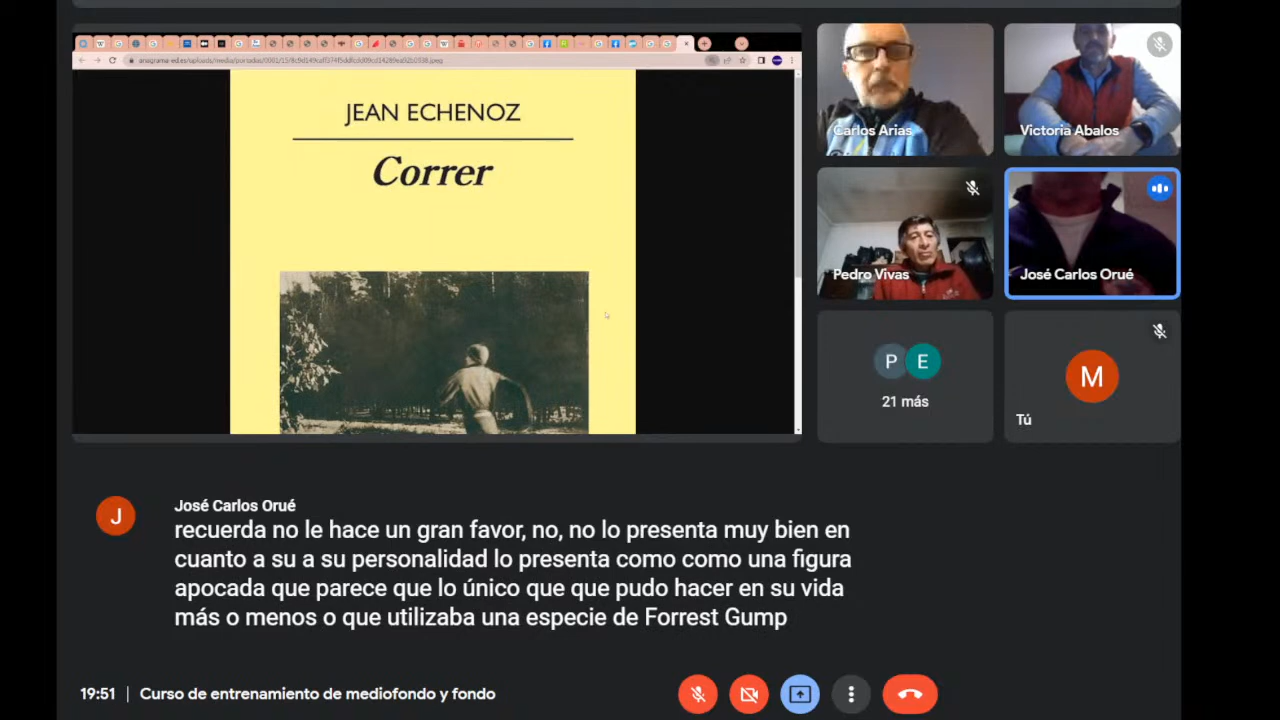 JEAN ECHENOZ
Correr
Carlos Arias
Victoria Abalos
Pedro Vivas
José Carlos Orué
P E
21 más
M
Tú
J
José Carlos Orué
recuerda no le hace un gran favor, no, no lo presenta muy bien en
cuanto a su a su personalidad lo presenta como como una figura
apocada que parece que lo único que que pudo hacer en su vida
más o menos o que utilizaba una especie de Forrest Gump
19:51 | Curso de entrenamiento de mediofondo y fondo